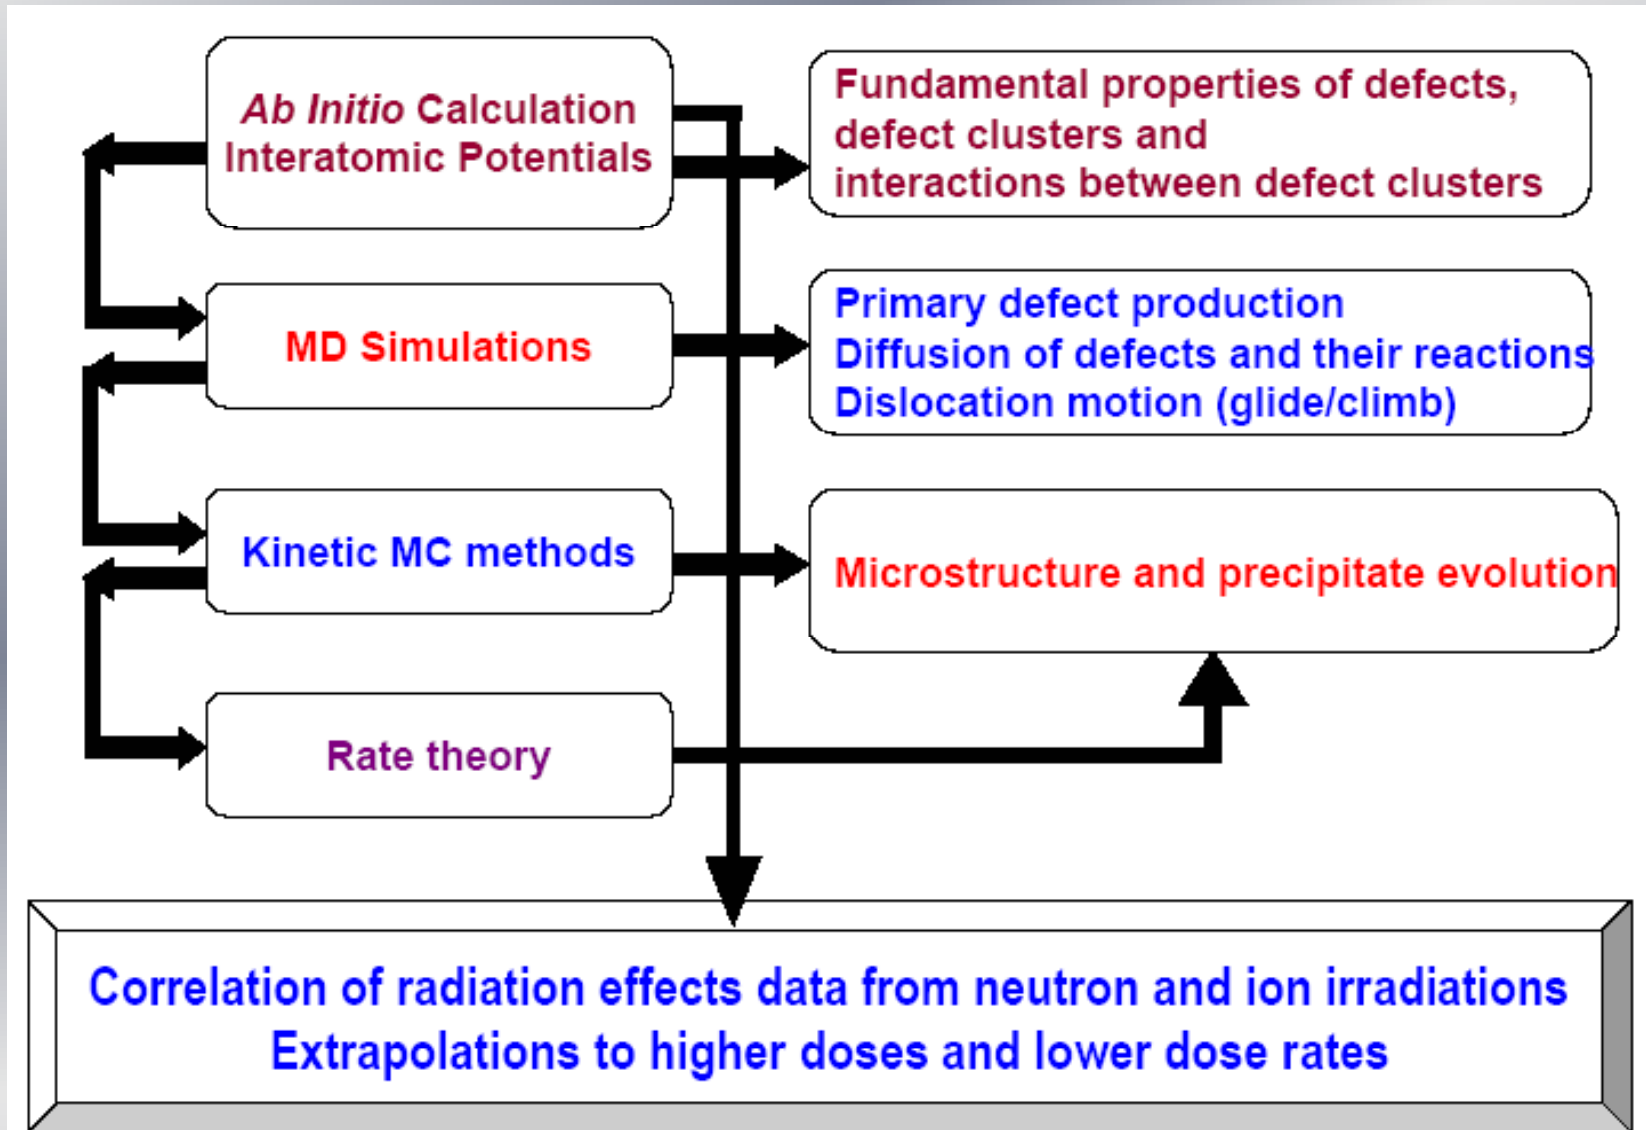 Ab Initio Calculation
Interatomic Potentials
Fundamental properties of defects,
defect clusters and
interactions between defect clusters
MD Simulations
Primary defect production
Diffusion of defects and their reactions
Dislocation motion (glide/climb)
Kinetic MC methods
Microstructure and precipitate evolution
Rate theory
Correlation of radiation effects data from neutron and ion irradiations
Extrapolations to higher doses and lower dose rates